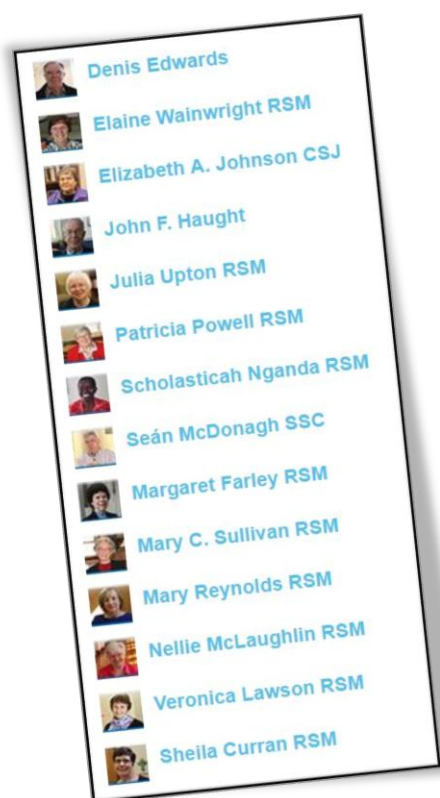 Denis Edwards
Elaine Wainwright RSM
Elizabeth A. Johnson CSJ
John F. Haught
Julia Upton RSM
Patricia Powell RSM
Scholasticah Nganda RSM
Seán McDonagh SSC
Margaret Farley RSM
Mary C. Sullivan RSM
Mary Reynolds RSM
Nellie McLaughlin RSM
Veronica Lawson RSM
Sheila Curran RSM